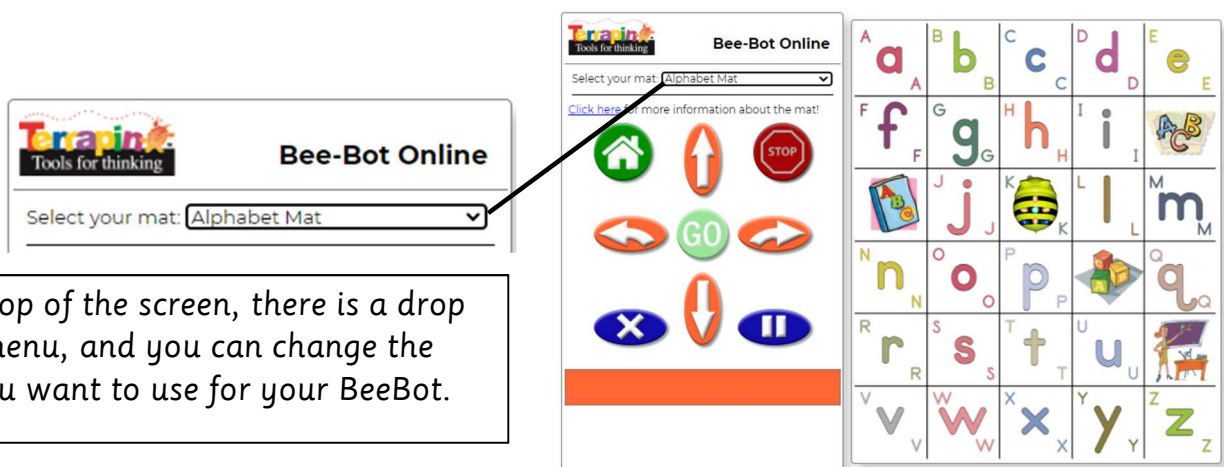 Terrapin
Tools for thinking
Bee-Bot Online
Select your mat: Alphabet Mat
op of the screen, there is a drop
enu, and you can change the
u want to use for your BeeBot.
Terrapin
Tools for thinking
Bee-Bot Online
Select your mat: Alphabet Mat
Click here for more information about the mat!
STOP
GO
A a A B b B C c C D d D E e E
F f F G g G H h H I i I A B C
A B C J j J K K L l L M m M
N n N O o O P p P A Q q Q
R r R S s S T t T U u U
V v V W w W X x X Y y Y Z z Z